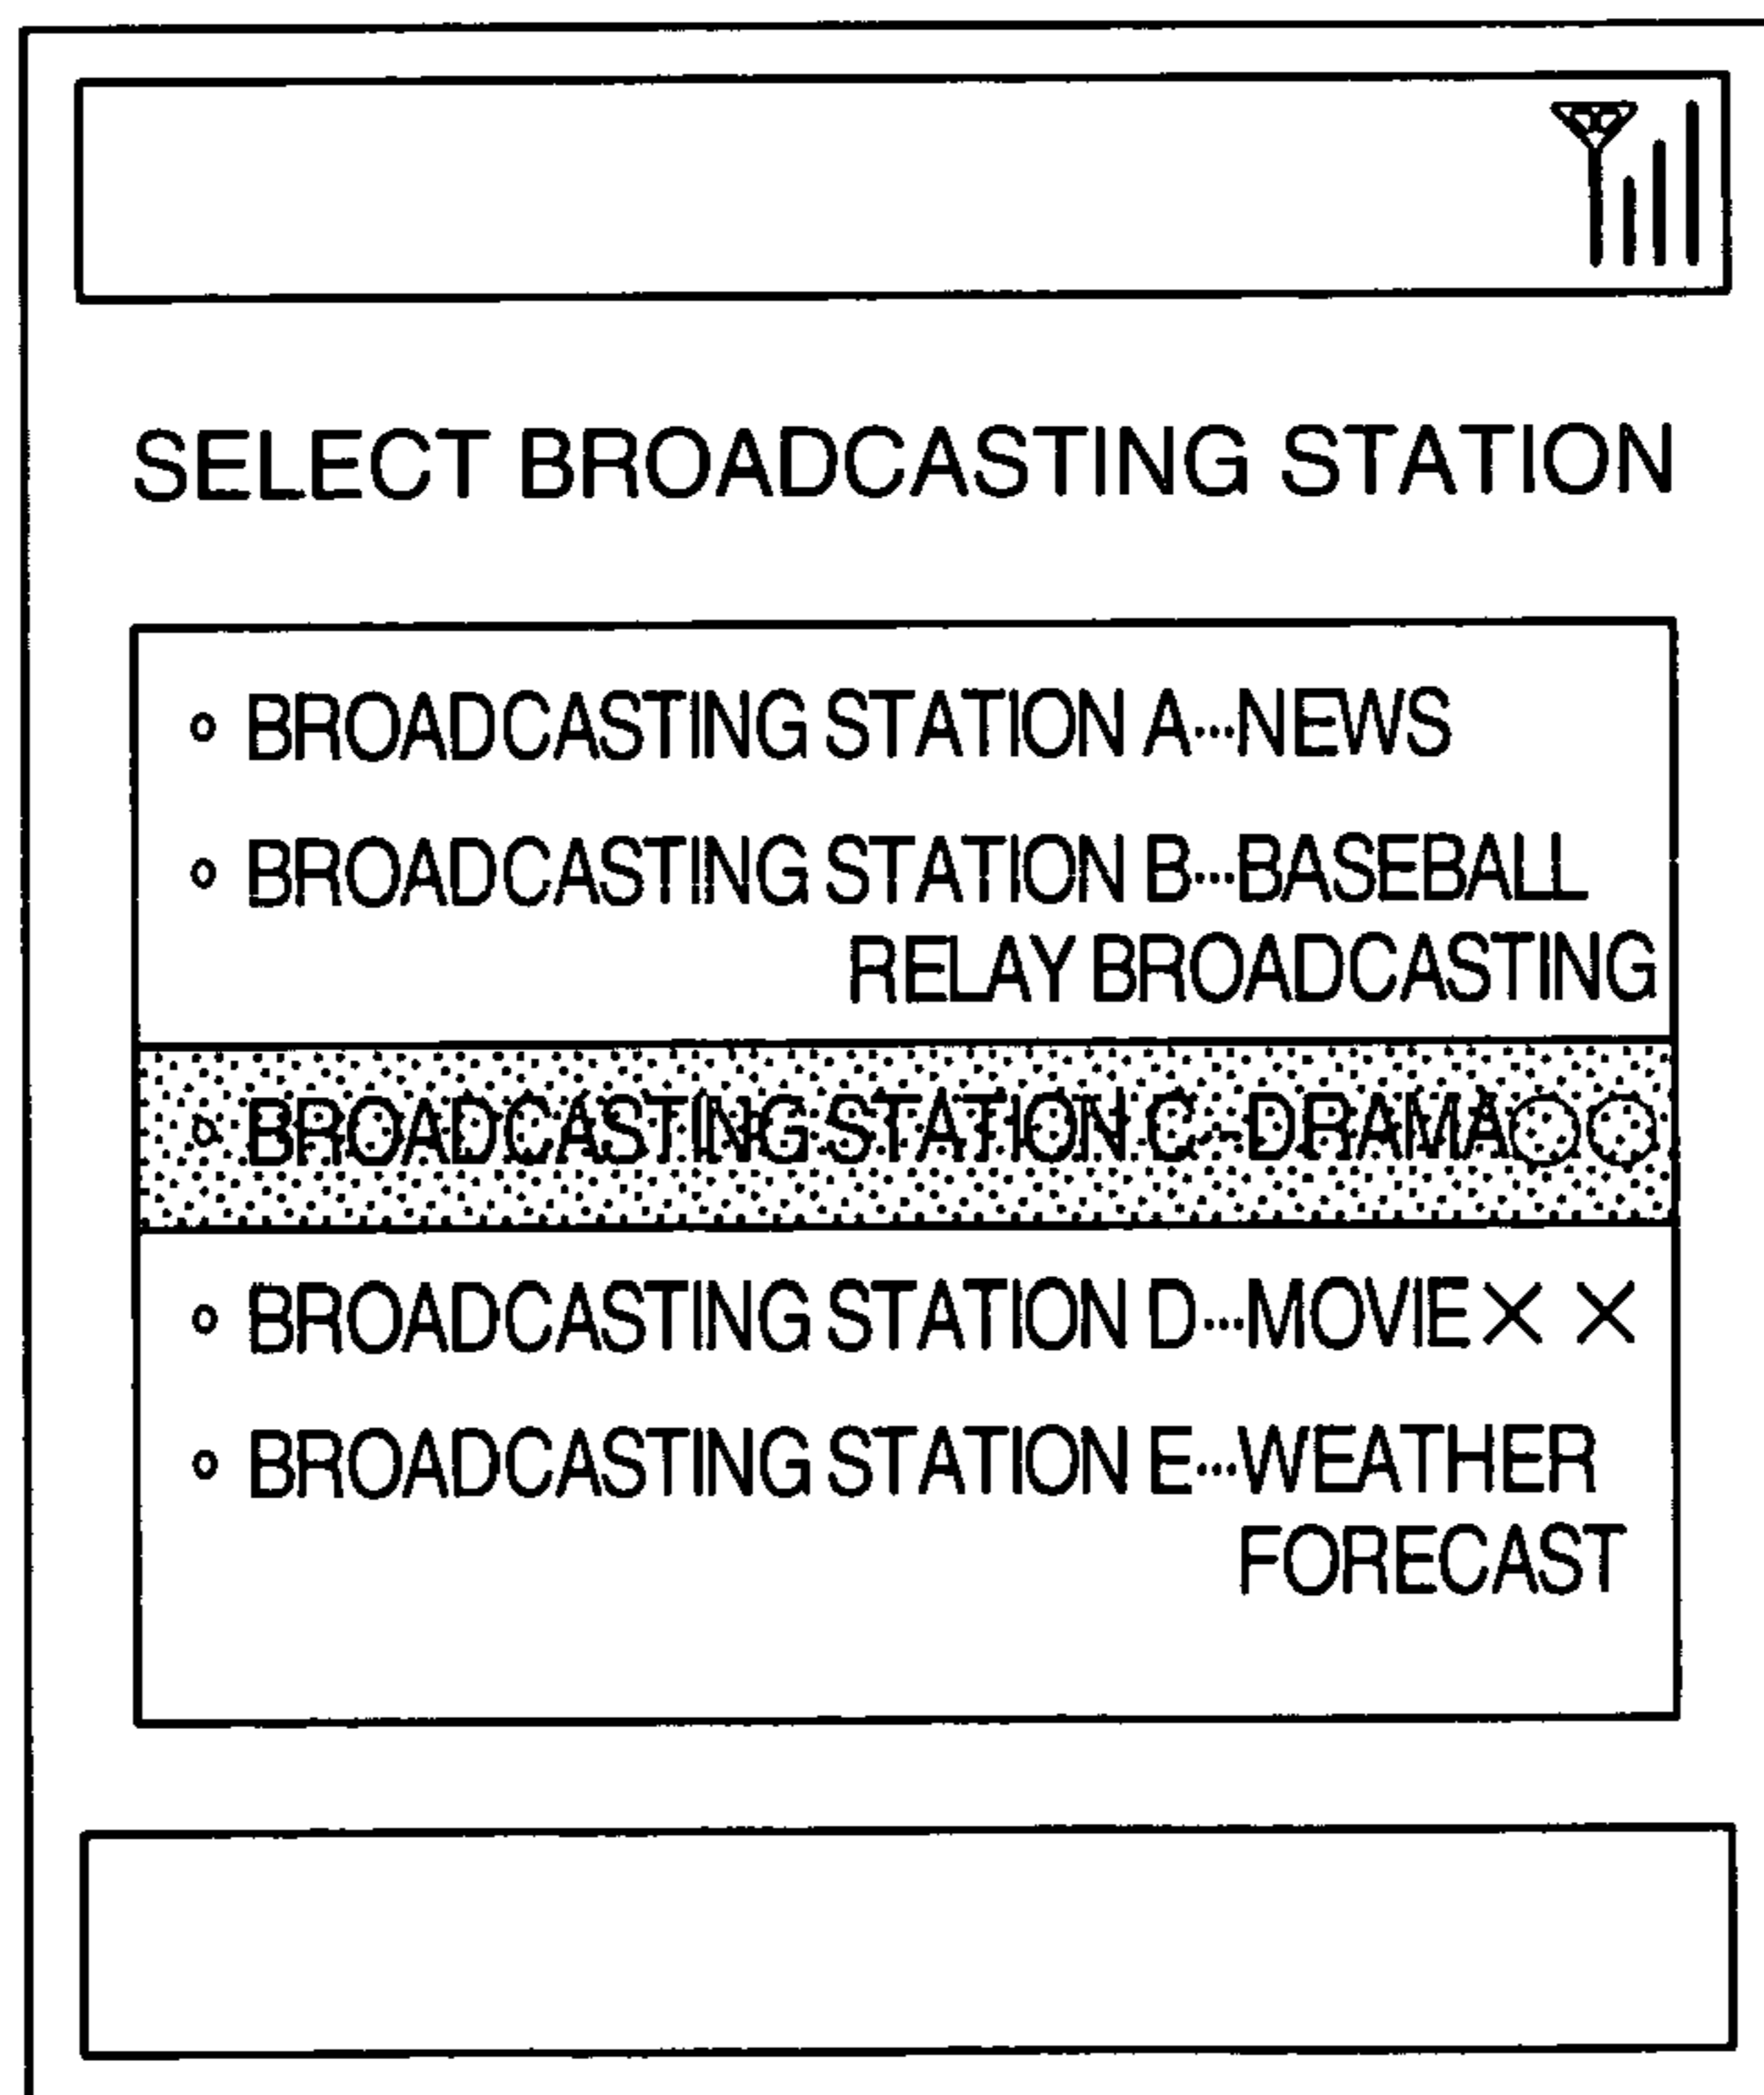 SELECT BROADCASTING STATION
∘ BROADCASTING STATION A…NEWS
∘ BROADCASTING STATION B…BASEBALL
RELAY BROADCASTING
∘ BROADCASTING STATION C…DRAMA○○
∘ BROADCASTING STATION D…MOVIE× ×
∘ BROADCASTING STATION E…WEATHER
FORECAST